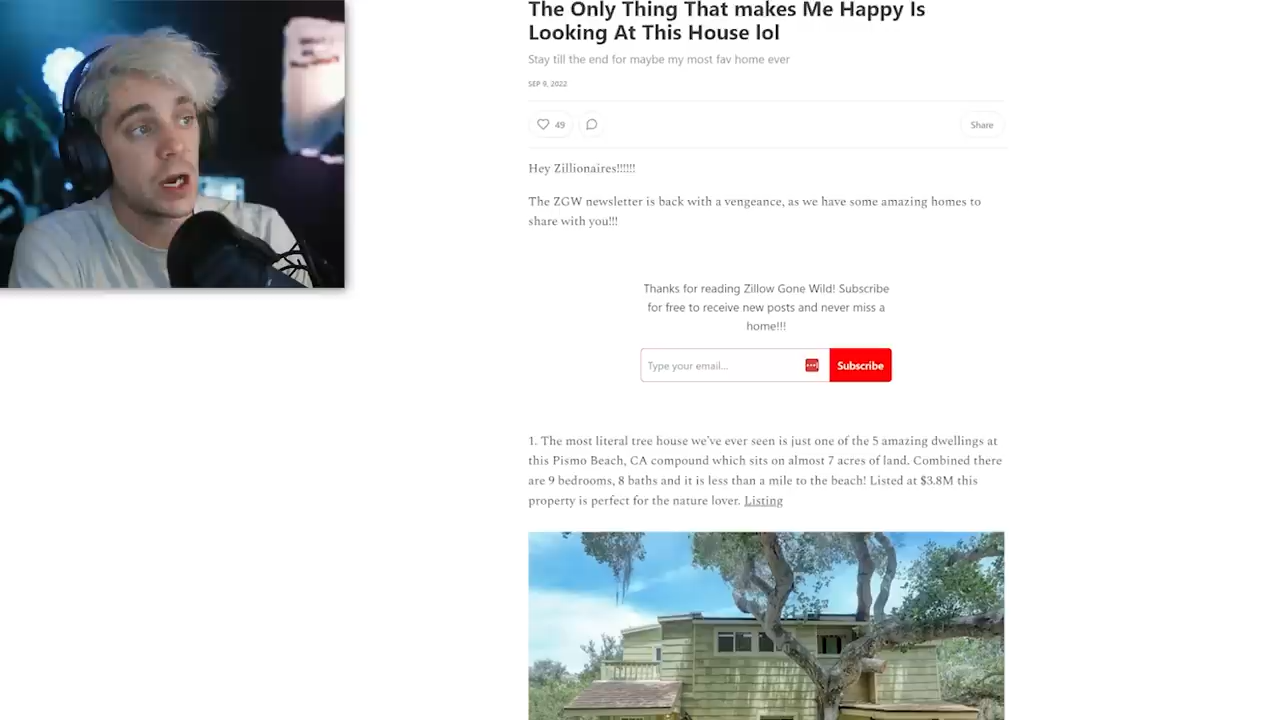 The Only Thing That makes Me Happy Is
Looking At This House lol
Stay till the end for maybe my most fav home ever
SEP 9, 2022
49
Share
Hey Zillionaires!!!!!!
The ZGW newsletter is back with a vengeance, as we have some amazing homes to
share with you!!!
Thanks for reading Zillow Gone Wild! Subscribe
for free to receive new posts and never miss a
home!!!
Type your email...
Subscribe
1. The most literal tree house we've ever seen is just one of the 5 amazing dwellings at
this Pismo Beach, CA compound which sits on almost 7 acres of land. Combined there
are 9 bedrooms, 8 baths and it is less than a mile to the beach! Listed at $3.8M this
property is perfect for the nature lover. Listing